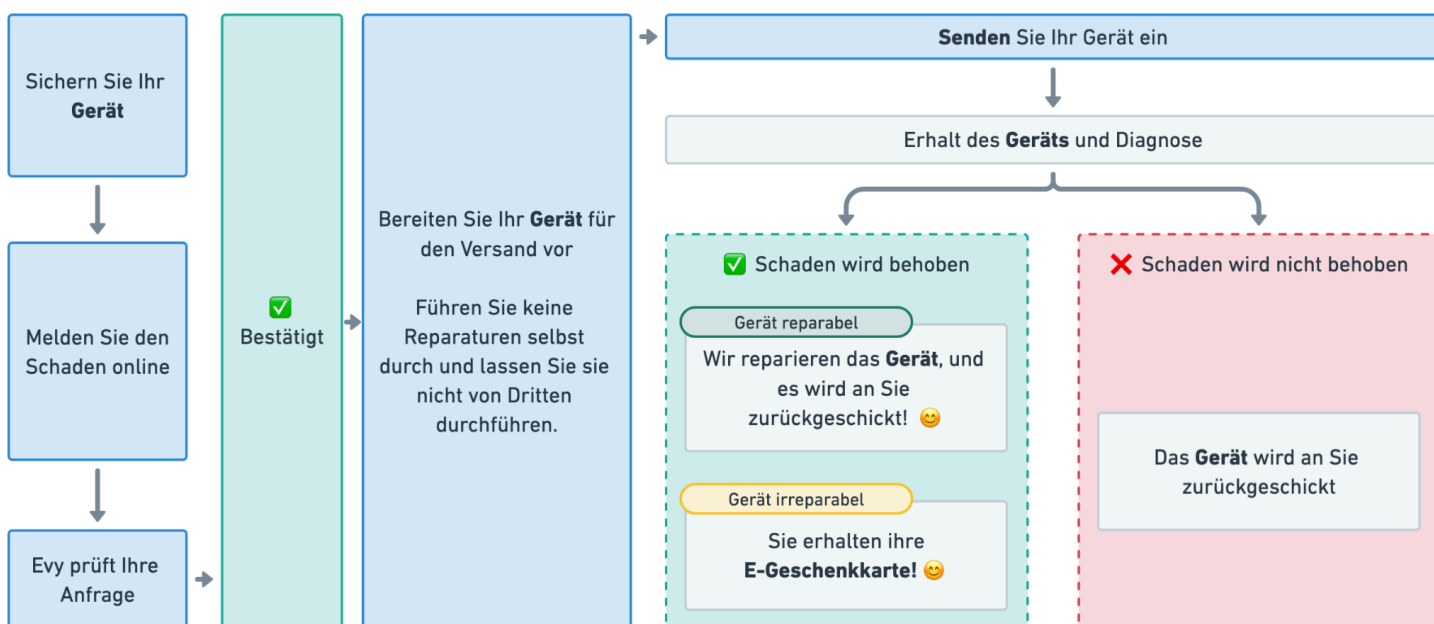 Sichern Sie Ihr
Gerät
Melden Sie den
Schaden online
Evy prüft Ihre
Anfrage
✅
Bestätigt
Bereiten Sie Ihr Gerät für
den Versand vor
Führen Sie keine
Reparaturen selbst
durch und lassen Sie sie
nicht von Dritten
durchführen.
Senden Sie Ihr Gerät ein
Erhalt des Geräts und Diagnose
✅ Schaden wird behoben
Gerät reparabel
Wir reparieren das Gerät, und
es wird an Sie
zurückgeschickt! 😊
Gerät irreparabel
Sie erhalten ihre
E-Geschenkkarte! 😊
❌ Schaden wird nicht behoben
Das Gerät wird an Sie
zurückgeschickt